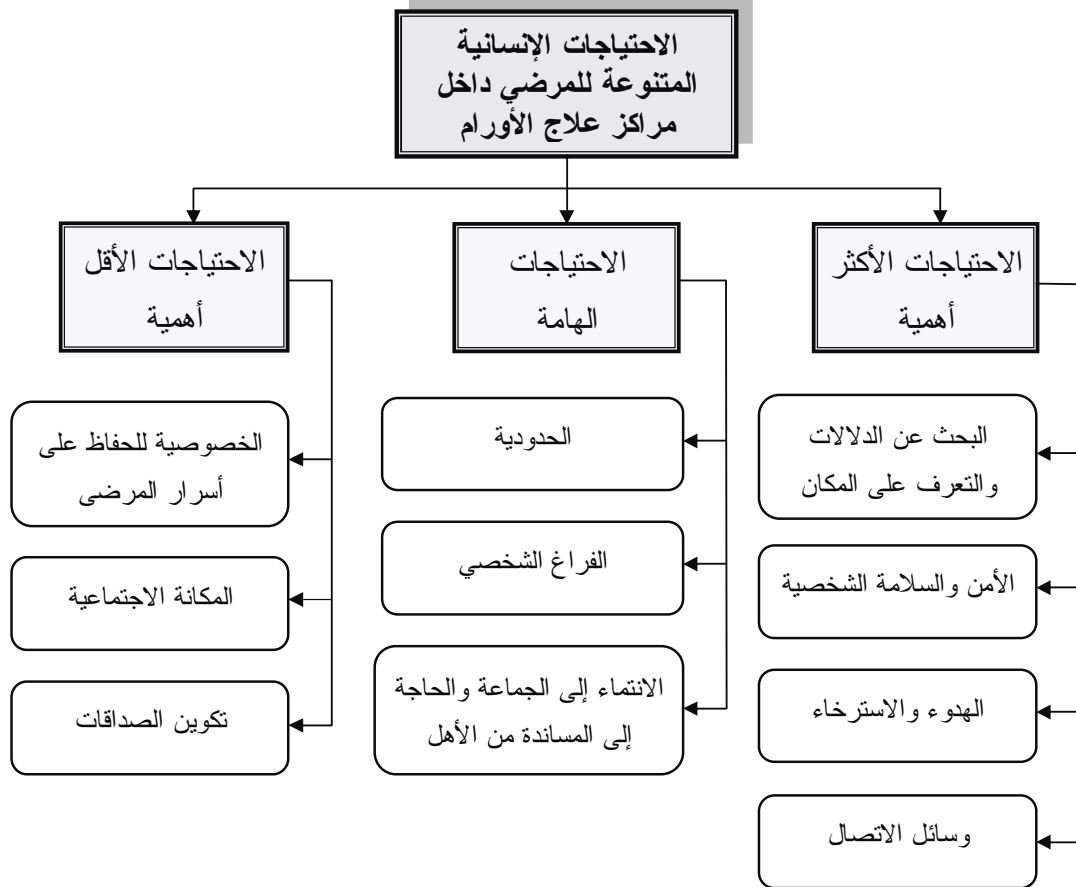 الاحتياجات الإنسانية
المتنوعة للمرضي داخل
مراكز علاج الأورام
الاحتياجات الأكثر
أهمية
البحث عن الدلالات
والتعرف على المكان
الأمن والسلامة الشخصية
الهدوء والاسترخاء
وسائل الاتصال
الاحتياجات
الهامة
الحدودية
الفراغ الشخصي
الانتماء إلى الجماعة والحاجة
إلى المساندة من الأهل
الاحتياجات الأقل
أهمية
الخصوصية للحفاظ على
أسرار المرضى
المكانة الاجتماعية
تكوين الصداقات